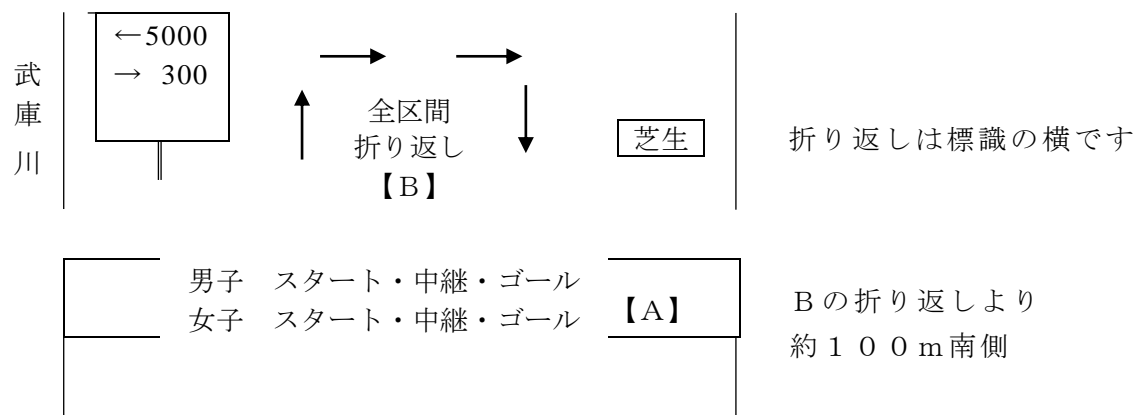 武庫川
←5000
→ 300
全区間
折り返し
【Ｂ】
芝生
折り返しは標識の横です
男子　スタート・中継・ゴール
女子　スタート・中継・ゴール
【Ａ】
Ｂの折り返しより
約１００ｍ南側